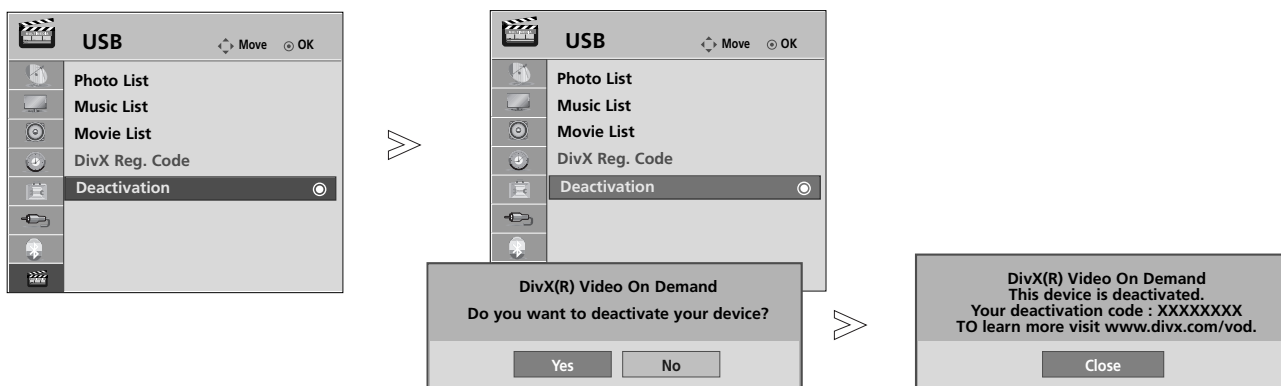 USB
Move
OK
Photo List
Music List
Movie List
DivX Reg. Code
Deactivation
USB
Move
OK
Photo List
Music List
Movie List
DivX Reg. Code
Deactivation
DivX(R) Video On Demand
Do you want to deactivate your device?
Yes
No
DivX(R) Video On Demand
This device is deactivated.
Your deactivation code : XXXXXXXX
TO learn more visit www.divx.com/vod.
Close